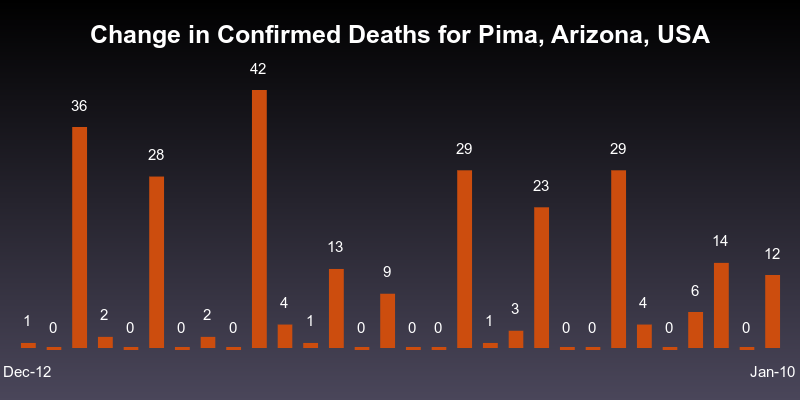 Change in Confirmed Deaths for Pima, Arizona, USA
1 0 36 2 0 28 0 2 0 42 4 1 13 0 9 0 0 29 1 3 23 0 0 29 4 0 6 14 0 12
Dec-12 Jan-10